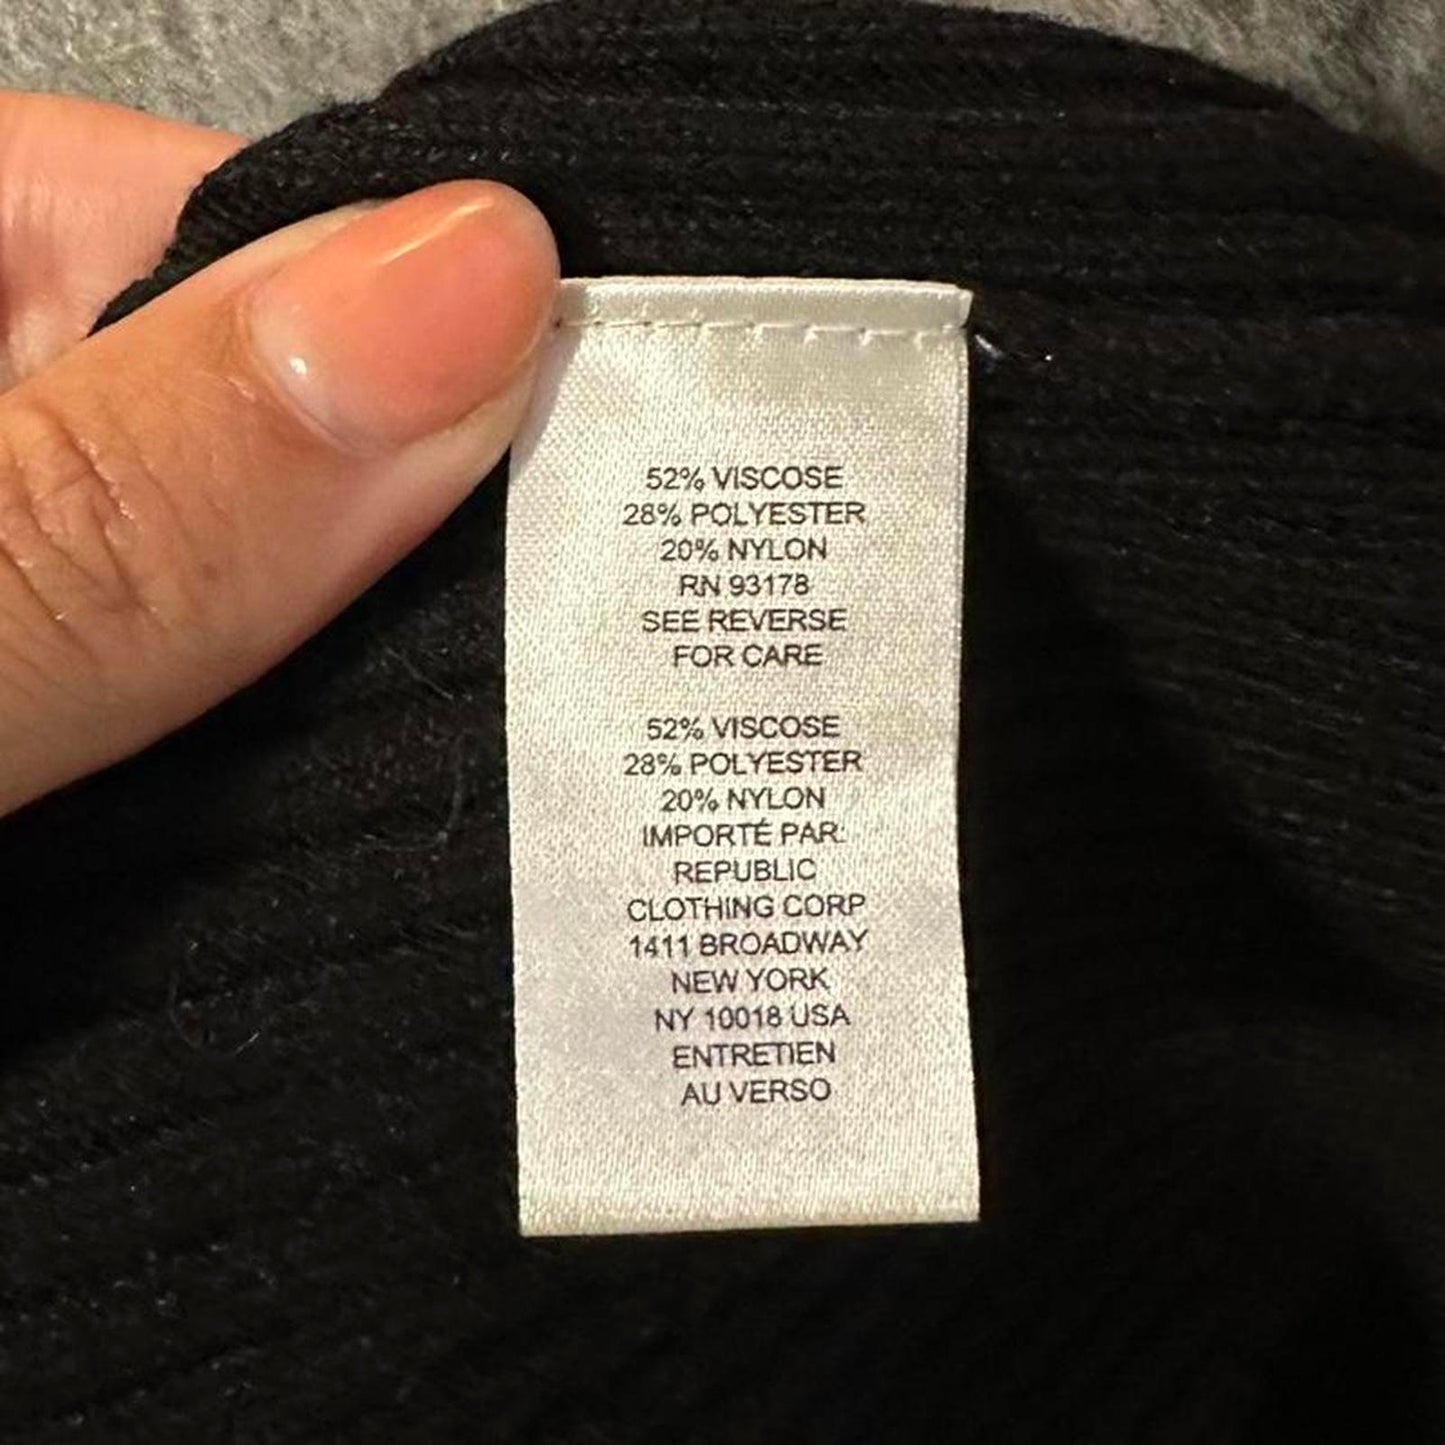 52% VISCOSE
28% POLYESTER
20% NYLON
RN 93178
SEE REVERSE
FOR CARE
52% VISCOSE
28% POLYESTER
20% NYLON
IMPORTÉ PAR:
REPUBLIC
CLOTHING CORP
1411 BROADWAY
NEW YORK
NY 10018 USA
ENTRETIEN
AU VERSO